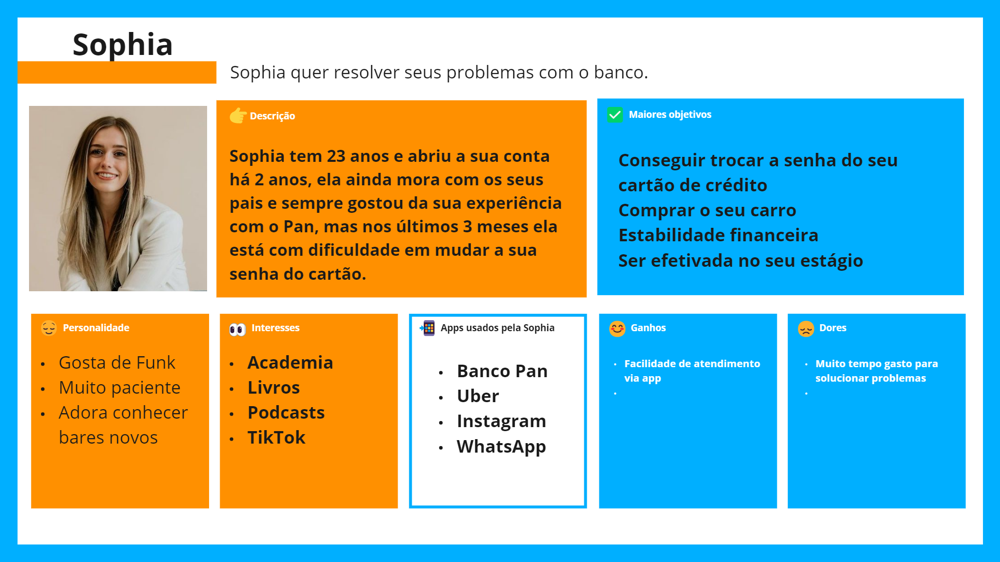 Sophia
Sophia quer resolver seus problemas com o banco.
Descrição
Sophia tem 23 anos e abriu a sua conta
há 2 anos, ela ainda mora com os seus
pais e sempre gostou da sua experiência
com o Pan, mas nos últimos 3 meses ela
está com dificuldade em mudar a sua
senha do cartão.
Maiores objetivos
Conseguir trocar a senha do seu
cartão de crédito
Comprar o seu carro
Estabilidade financeira
Ser efetivada no seu estágio
Personalidade
• Gosta de Funk
• Muito paciente
• Adora conhecer
bares novos
Interesses
• Academia
• Livros
• Podcasts
• TikTok
Apps usados pela Sophia
• Banco Pan
• Uber
• Instagram
• WhatsApp
Ganhos
• Facilidade de atendimento
via app
•
Dores
• Muito tempo gasto para
solucionar problemas
•